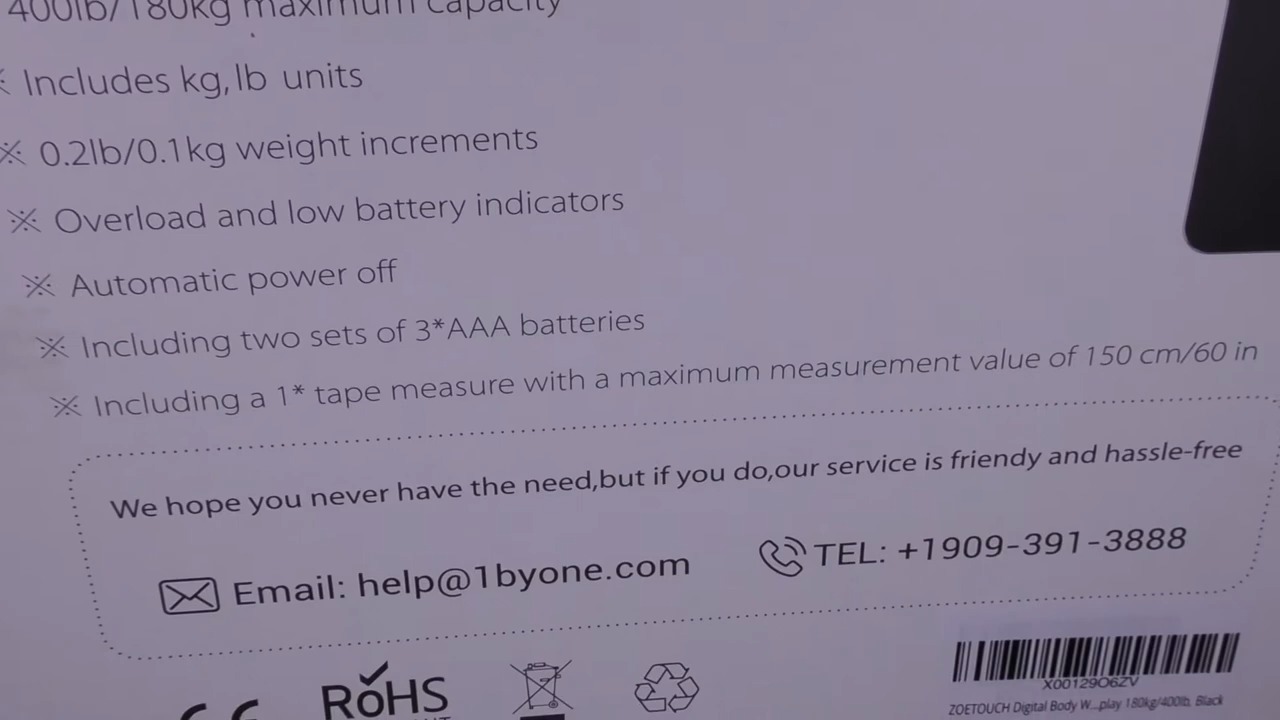 400lb/180kg maximum capacity
※ Includes kg,lb units
※ 0.2lb/0.1kg weight increments
※ Overload and low battery indicators
※ Automatic power off
※ Including two sets of 3*AAA batteries
※ Including a 1* tape measure with a maximum measurement value of 150 cm/60 in
We hope you never have the need,but if you do,our service is friendy and hassle-free
Email: help@1byone.com
TEL: +1909-391-3888
CE
RoHS
X00129O6ZV
ZOETOUCH Digital Body W...play 180kg/400lb, Black